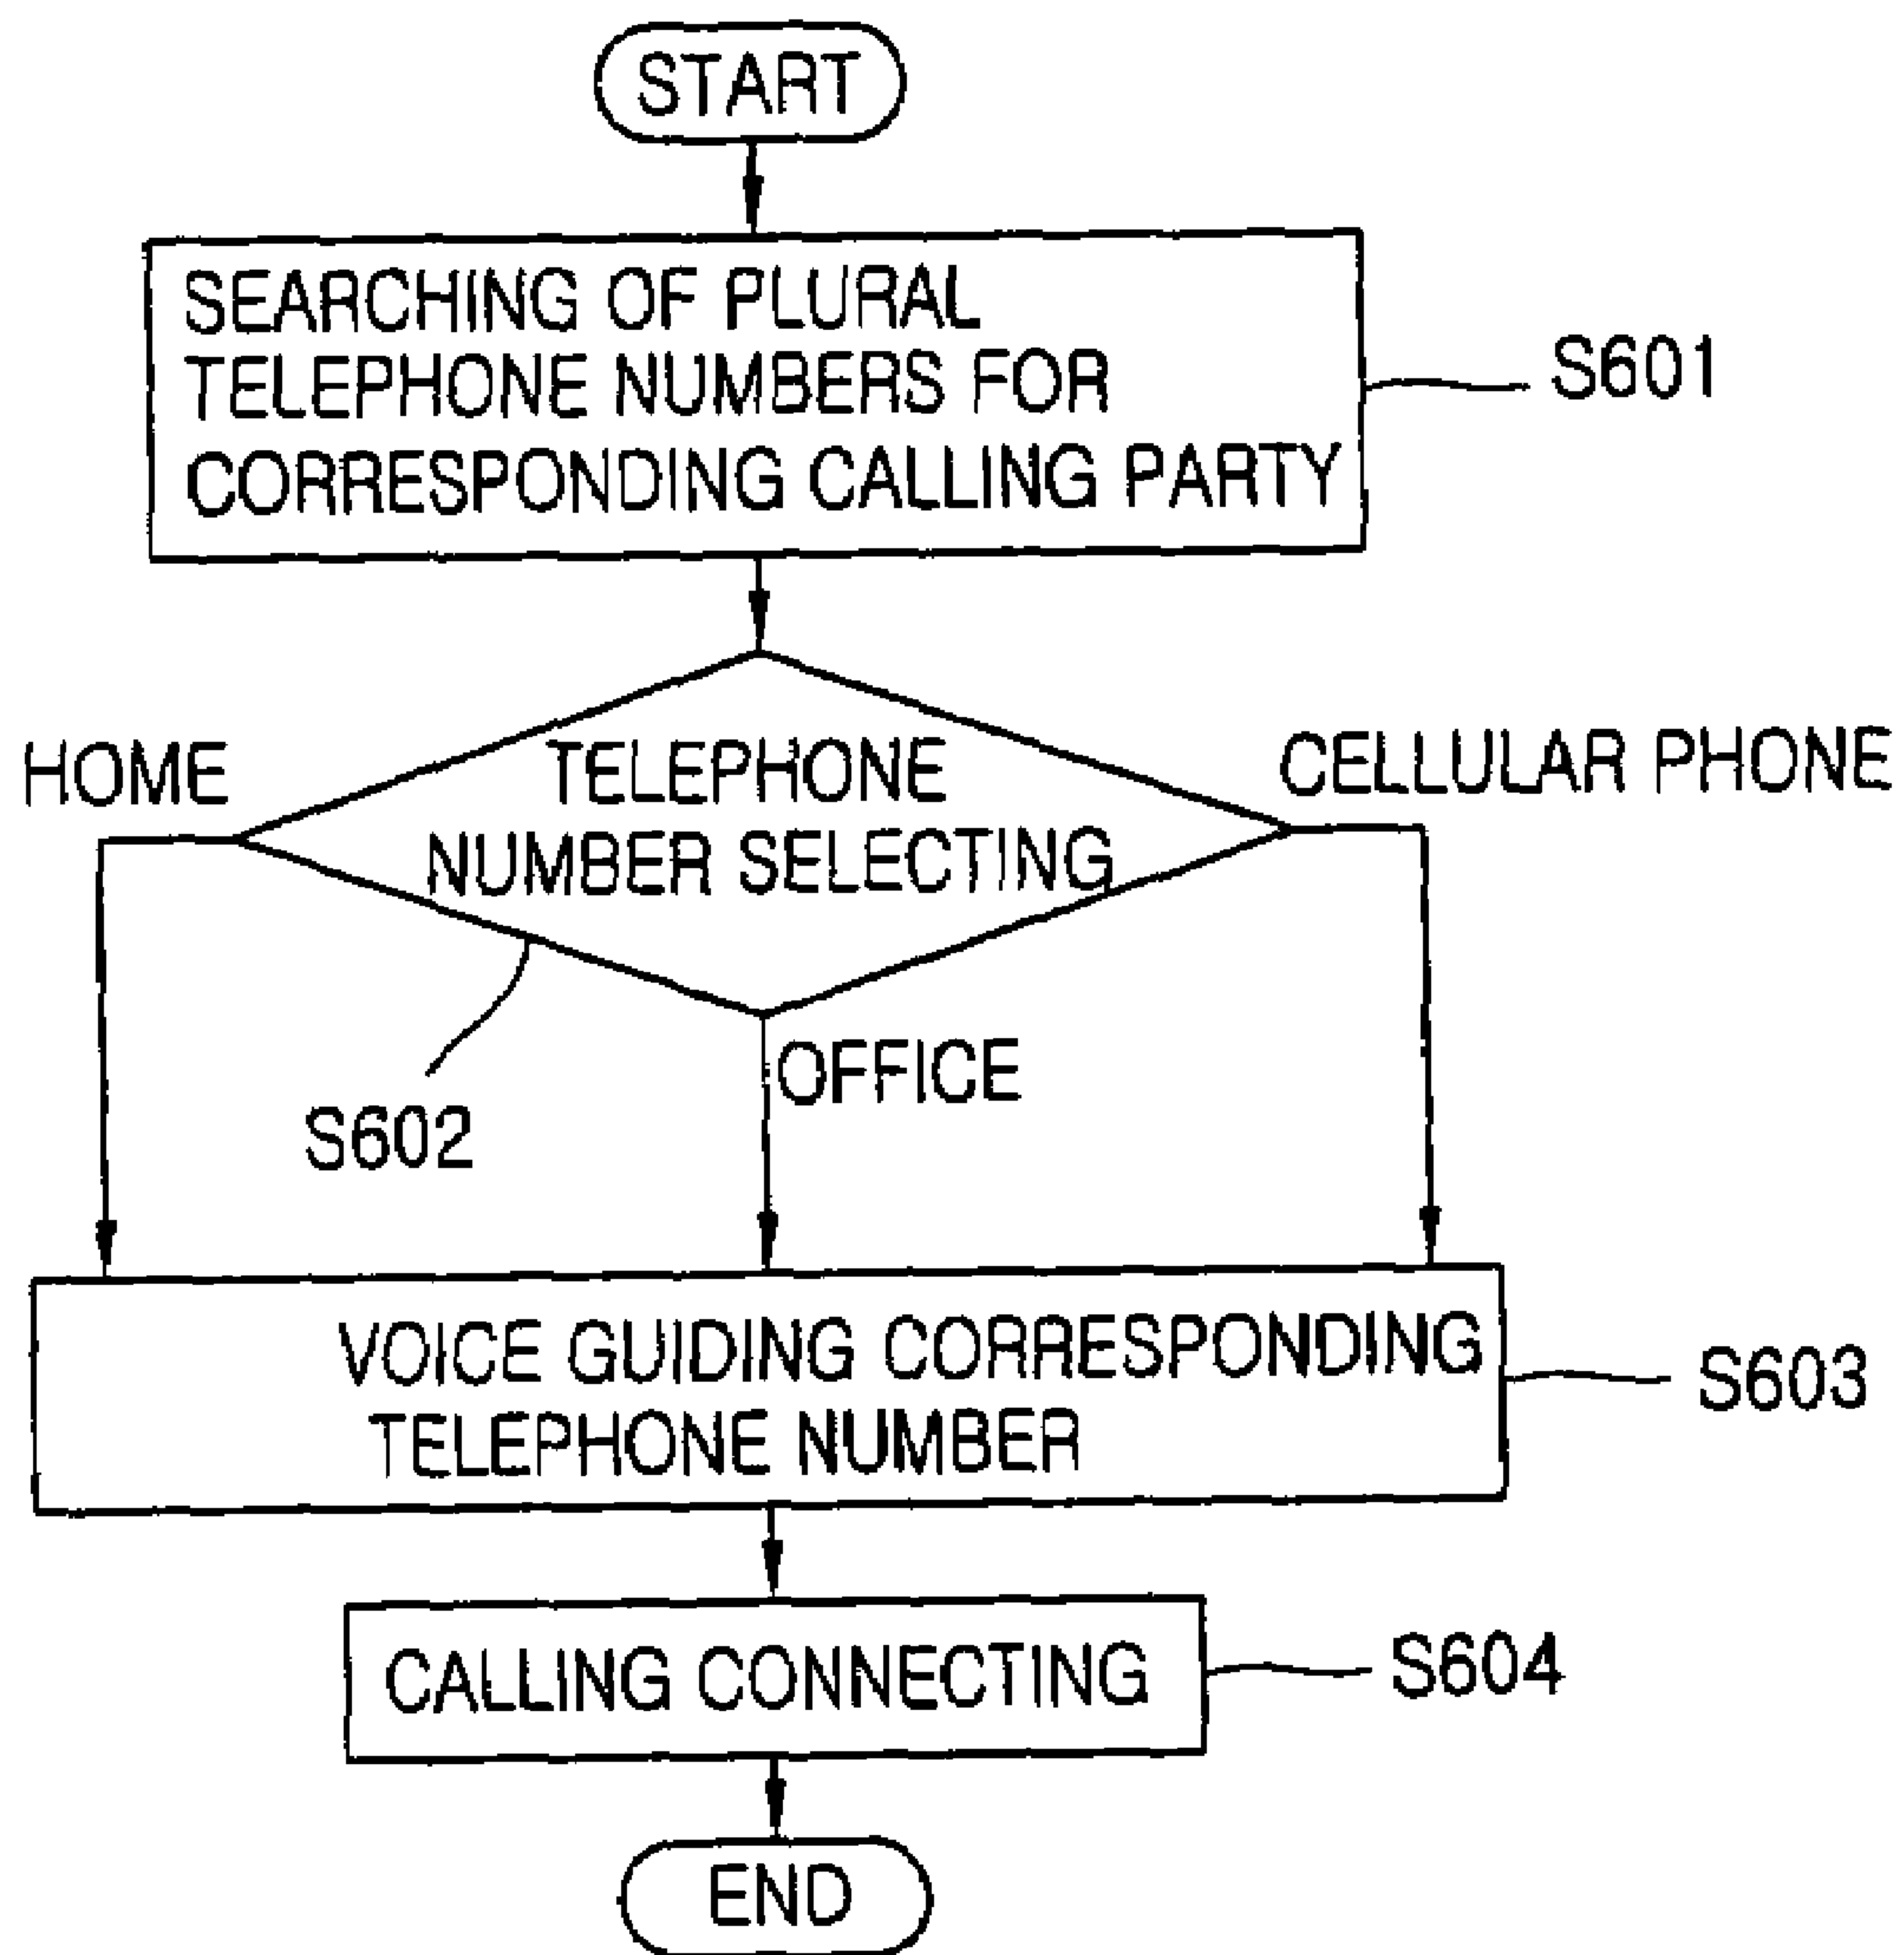 START
SEARCHING OF PLURAL
TELEPHONE NUMBERS FOR
CORRESPONDING CALLING PARTY
S601
HOME
TELEPHONE
NUMBER SELECTING
CELLULAR PHONE
OFFICE
S602
VOICE GUIDING CORRESPONDING
TELEPHONE NUMBER
S603
CALLING CONNECTING
S604
END